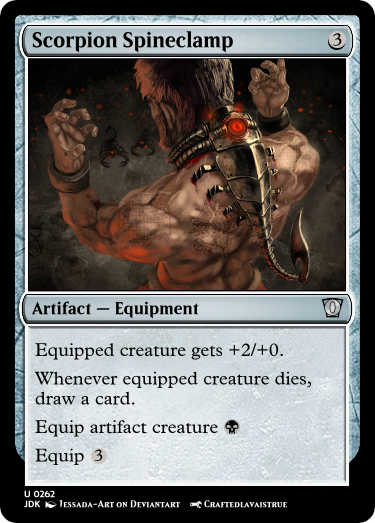 Scorpion Spineclamp 3
Artifact — Equipment
Equipped creature gets +2/+0.
Whenever equipped creature dies,
draw a card.
Equip artifact creature
Equip 3
U 0262
JDK Jessada-Art on Deviantart Craftedlavaistrue